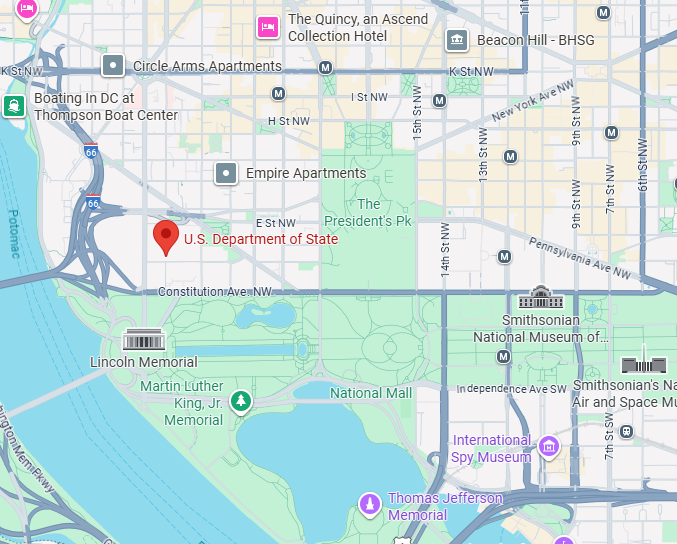 The Quincy, an Ascend
Collection Hotel
Beacon Hill - BHSG
K St NW
Circle Arms Apartments
M
K St NW
Boating In DC at
Thompson Boat Center
M
I St NW
M
15th St NW
New York Ave NW
9th St NW
H St NW
66
M
13th St NW
M
6th St NW
Empire Apartments
7th St NW
66
The
President's Pk
9th St NW
Potomac
E St NW
U.S. Department of State
14th St NW
M
Pennsylvania Ave NW
Constitution Ave NW
Smithsonian
National Museum of...
Lincoln Memorial
M
Smithsonian's Na
Air and Space Mu
Martin Luther
King, Jr.
Memorial
National Mall
Independence Ave SW
7th St SW
International
Spy Museum
Thomas Jefferson
Memorial